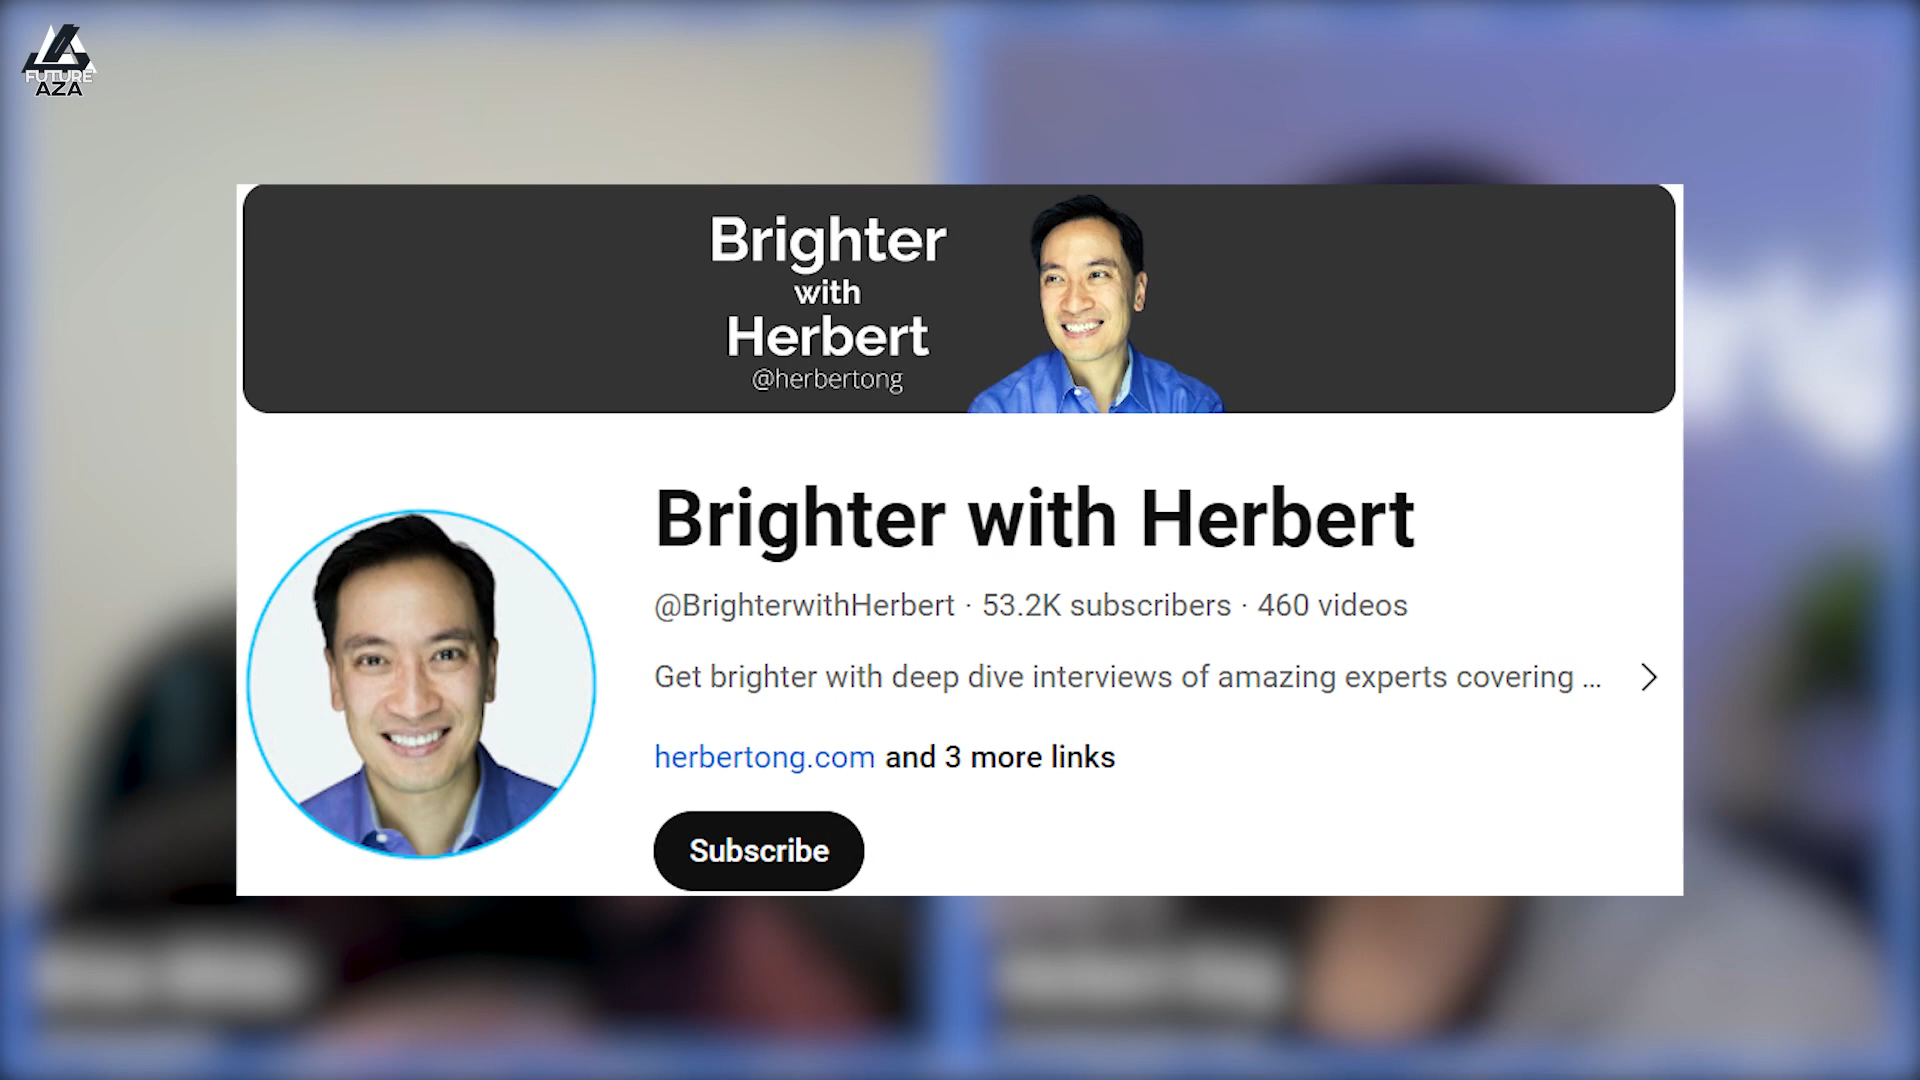 FUTURE
AZA
Brighter
with
Herbert
@herbertong
Brighter with Herbert
@BrighterwithHerbert · 53.2K subscribers · 460 videos
Get brighter with deep dive interviews of amazing experts covering ...
herbertong.com and 3 more links
Subscribe